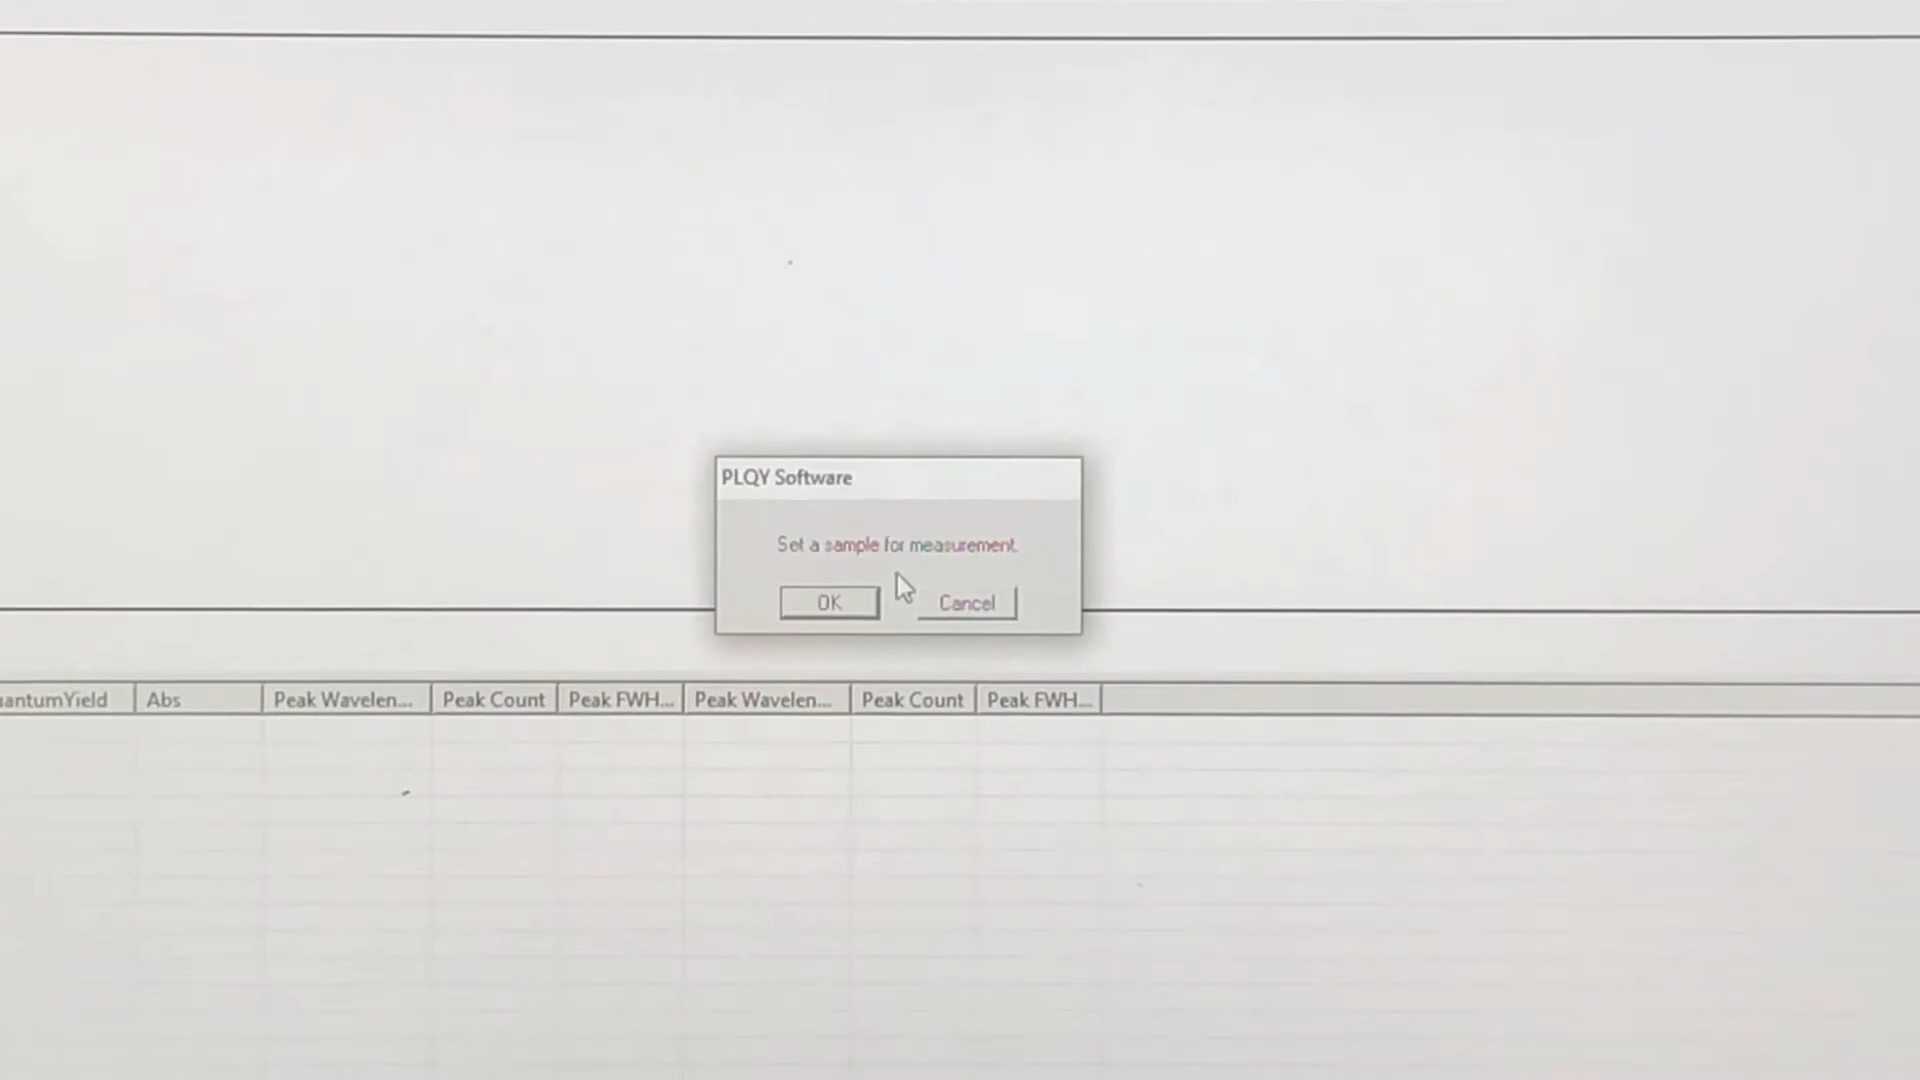 PLQY Software
Set a sample for measurement.
OK Cancel
uantumYield Abs Peak Wavelen... Peak Count Peak FWH... Peak Wavelen... Peak Count Peak FWH...